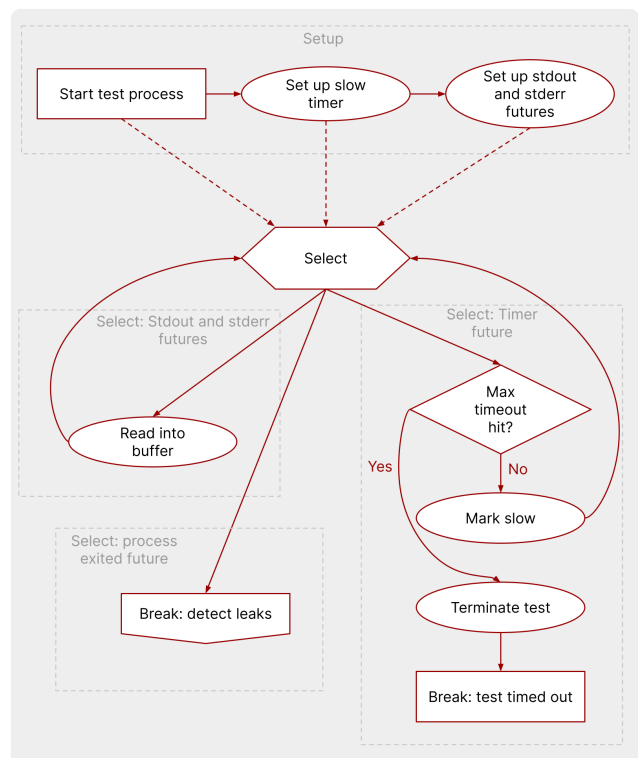 Setup
Start test process
Set up slow
timer
Set up stdout
and stderr
futures
Select
Select: Stdout and stderr
futures
Read into
buffer
Select: Timer
future
Max
timeout
hit?
Yes
No
Mark slow
Select: process
exited future
Break: detect leaks
Terminate test
Break: test timed out